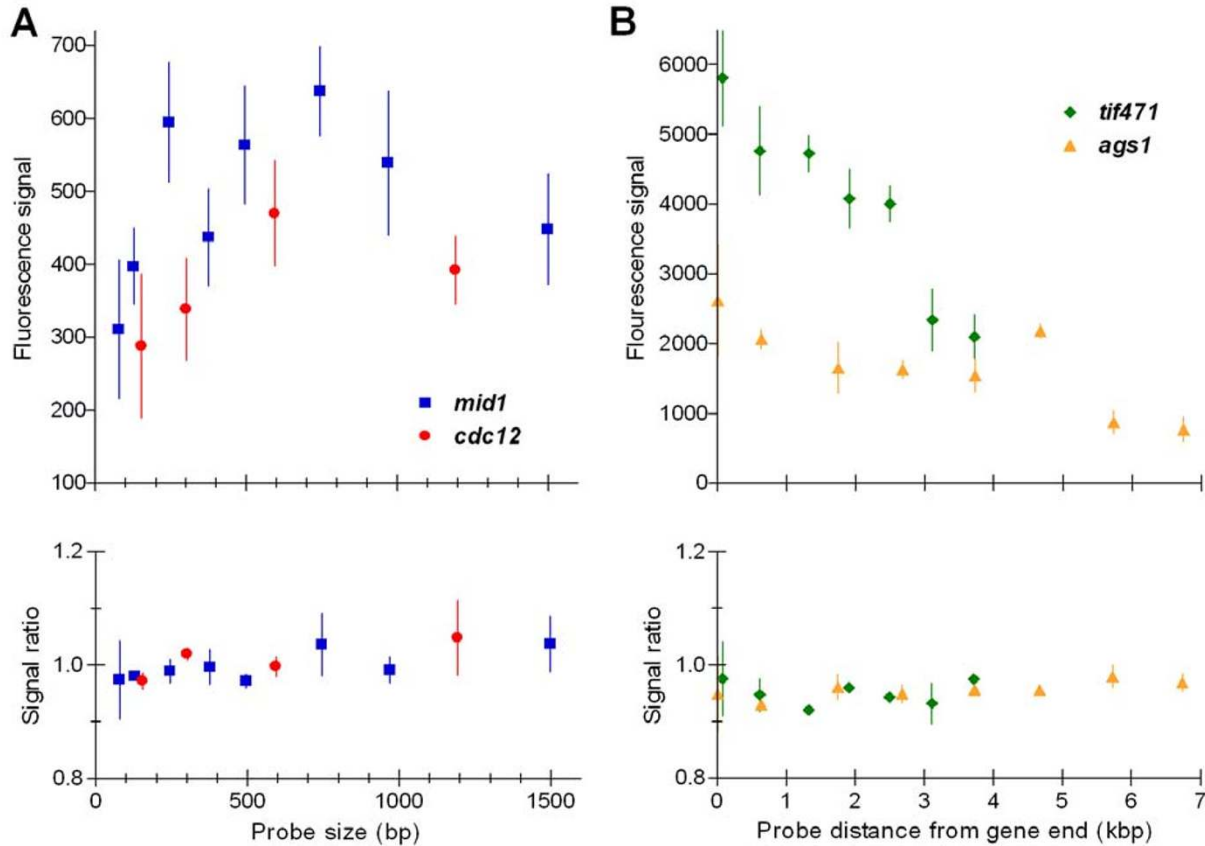 A
Fluorescence signal
700
600
500
400
300
200
100
mid1
cdc12
Signal ratio
1.2
1.0
0.8
0 500 1000 1500
Probe size (bp)
B
Flourescence signal
6000
5000
4000
3000
2000
1000
0
tif471
ags1
Signal ratio
1.2
1.0
0.8
0 1 2 3 4 5 6 7
Probe distance from gene end (kbp)